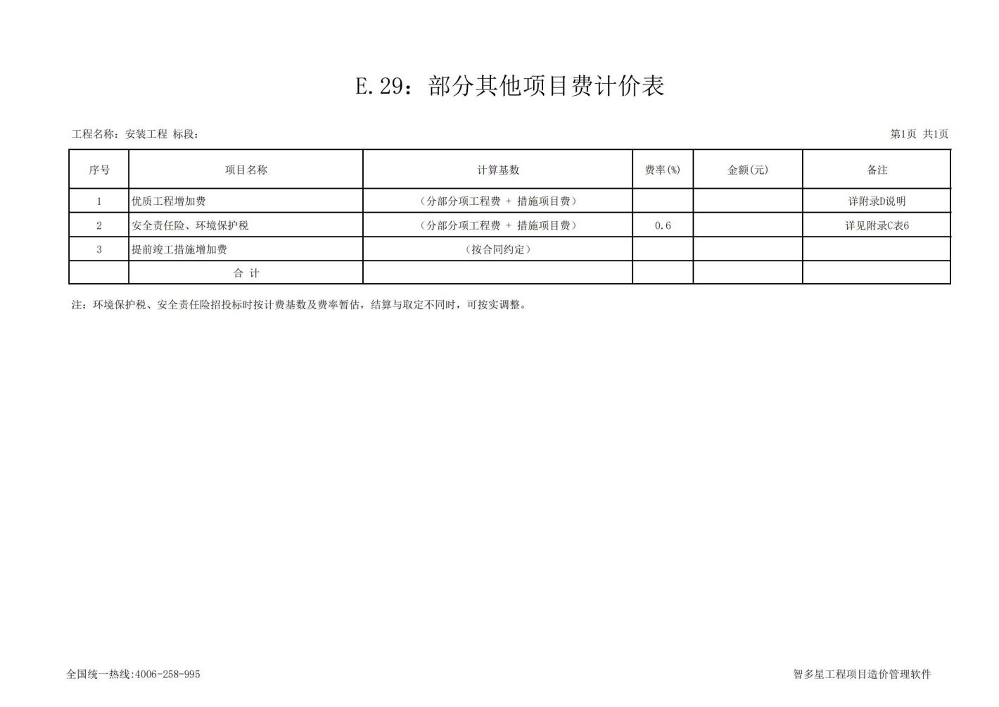 E.29：部分其他项目费计价表
工程名称：安装工程 标段：
第1页 共1页
序号 项目名称 计算基数 费率(%) 金额(元) 备注
1 优质工程增加费 （分部分项工程费 + 措施项目费） 详附录D说明
2 安全责任险、环境保护税 （分部分项工程费 + 措施项目费） 0.6 详见附录C表6
3 提前竣工措施增加费 （按合同约定）
合 计
注：环境保护税、安全责任险招投标时按计费基数及费率暂估，结算与取定不同时，可按实调整。
全国统一热线:4006-258-995
智多星工程项目造价管理软件